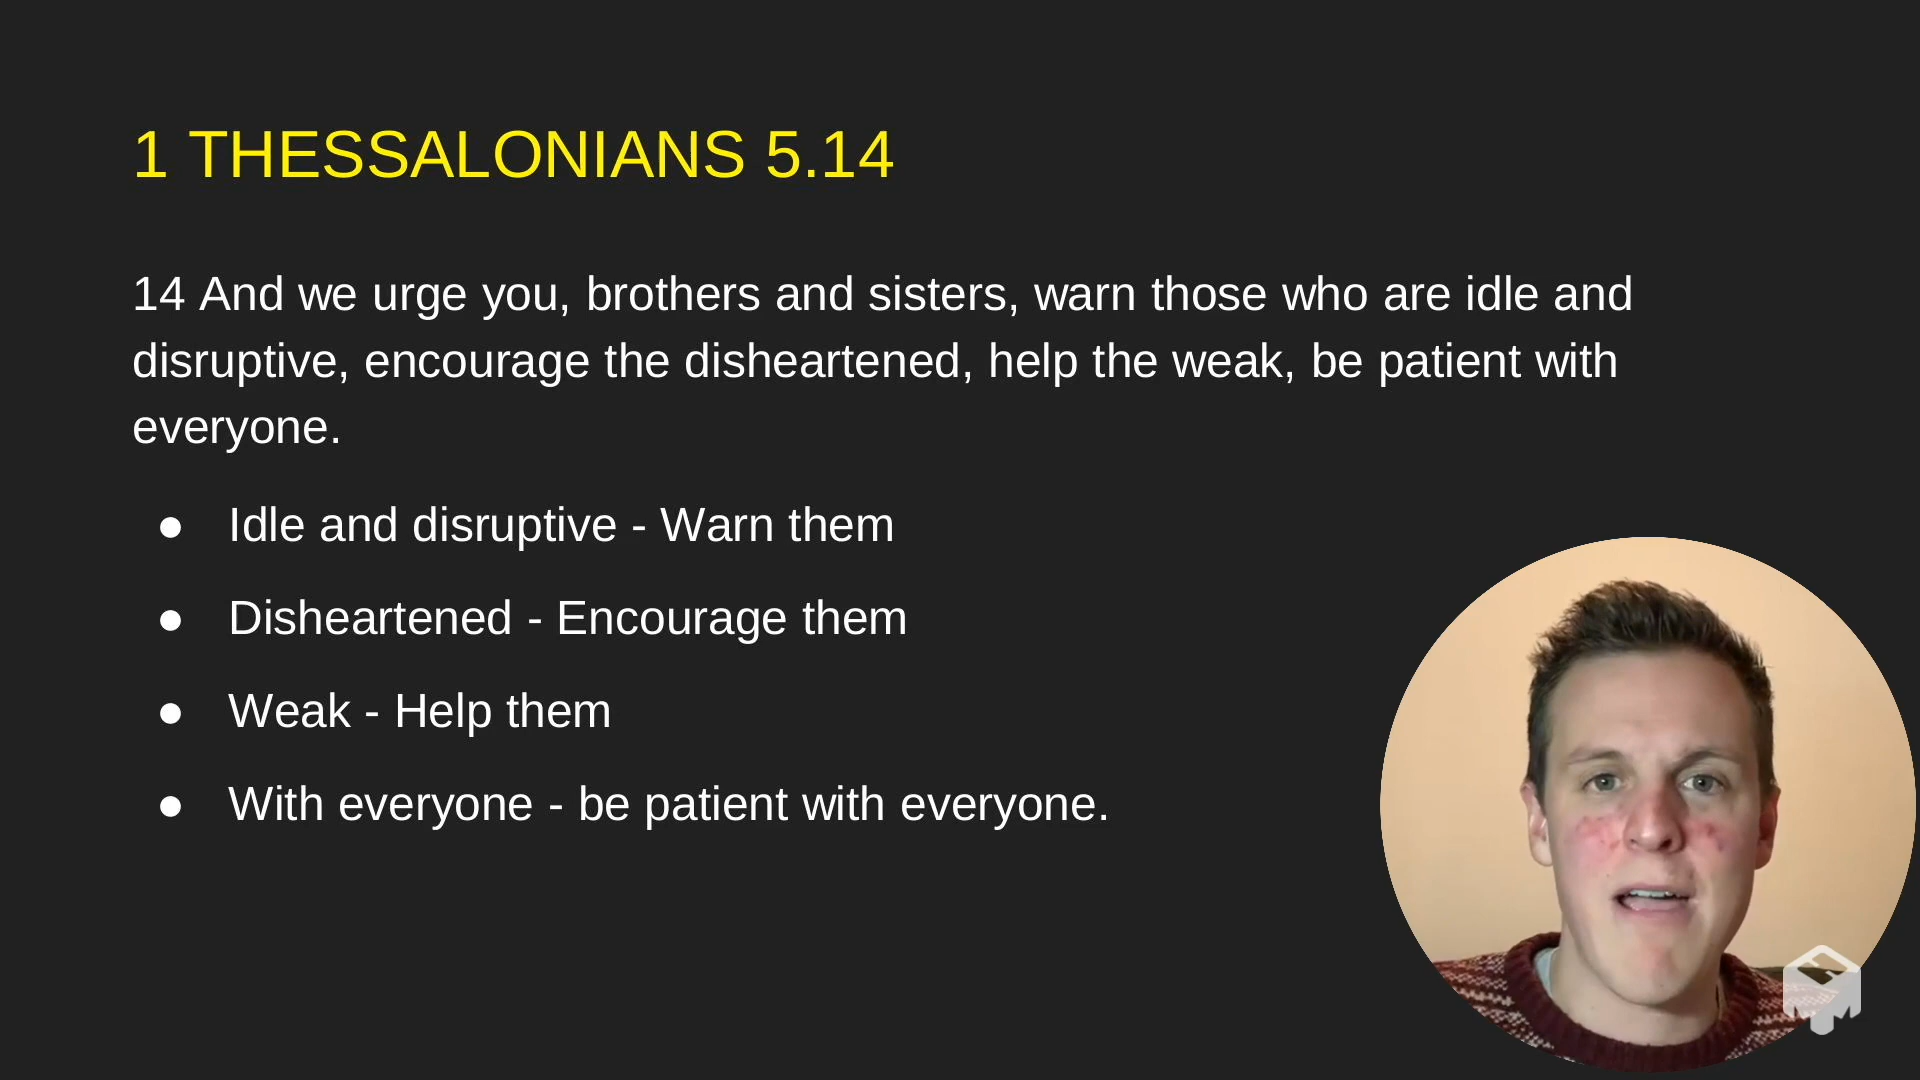 1 THESSALONIANS 5.14
14 And we urge you, brothers and sisters, warn those who are idle and
disruptive, encourage the disheartened, help the weak, be patient with
everyone.
● Idle and disruptive - Warn them
● Disheartened - Encourage them
● Weak - Help them
● With everyone - be patient with everyone.